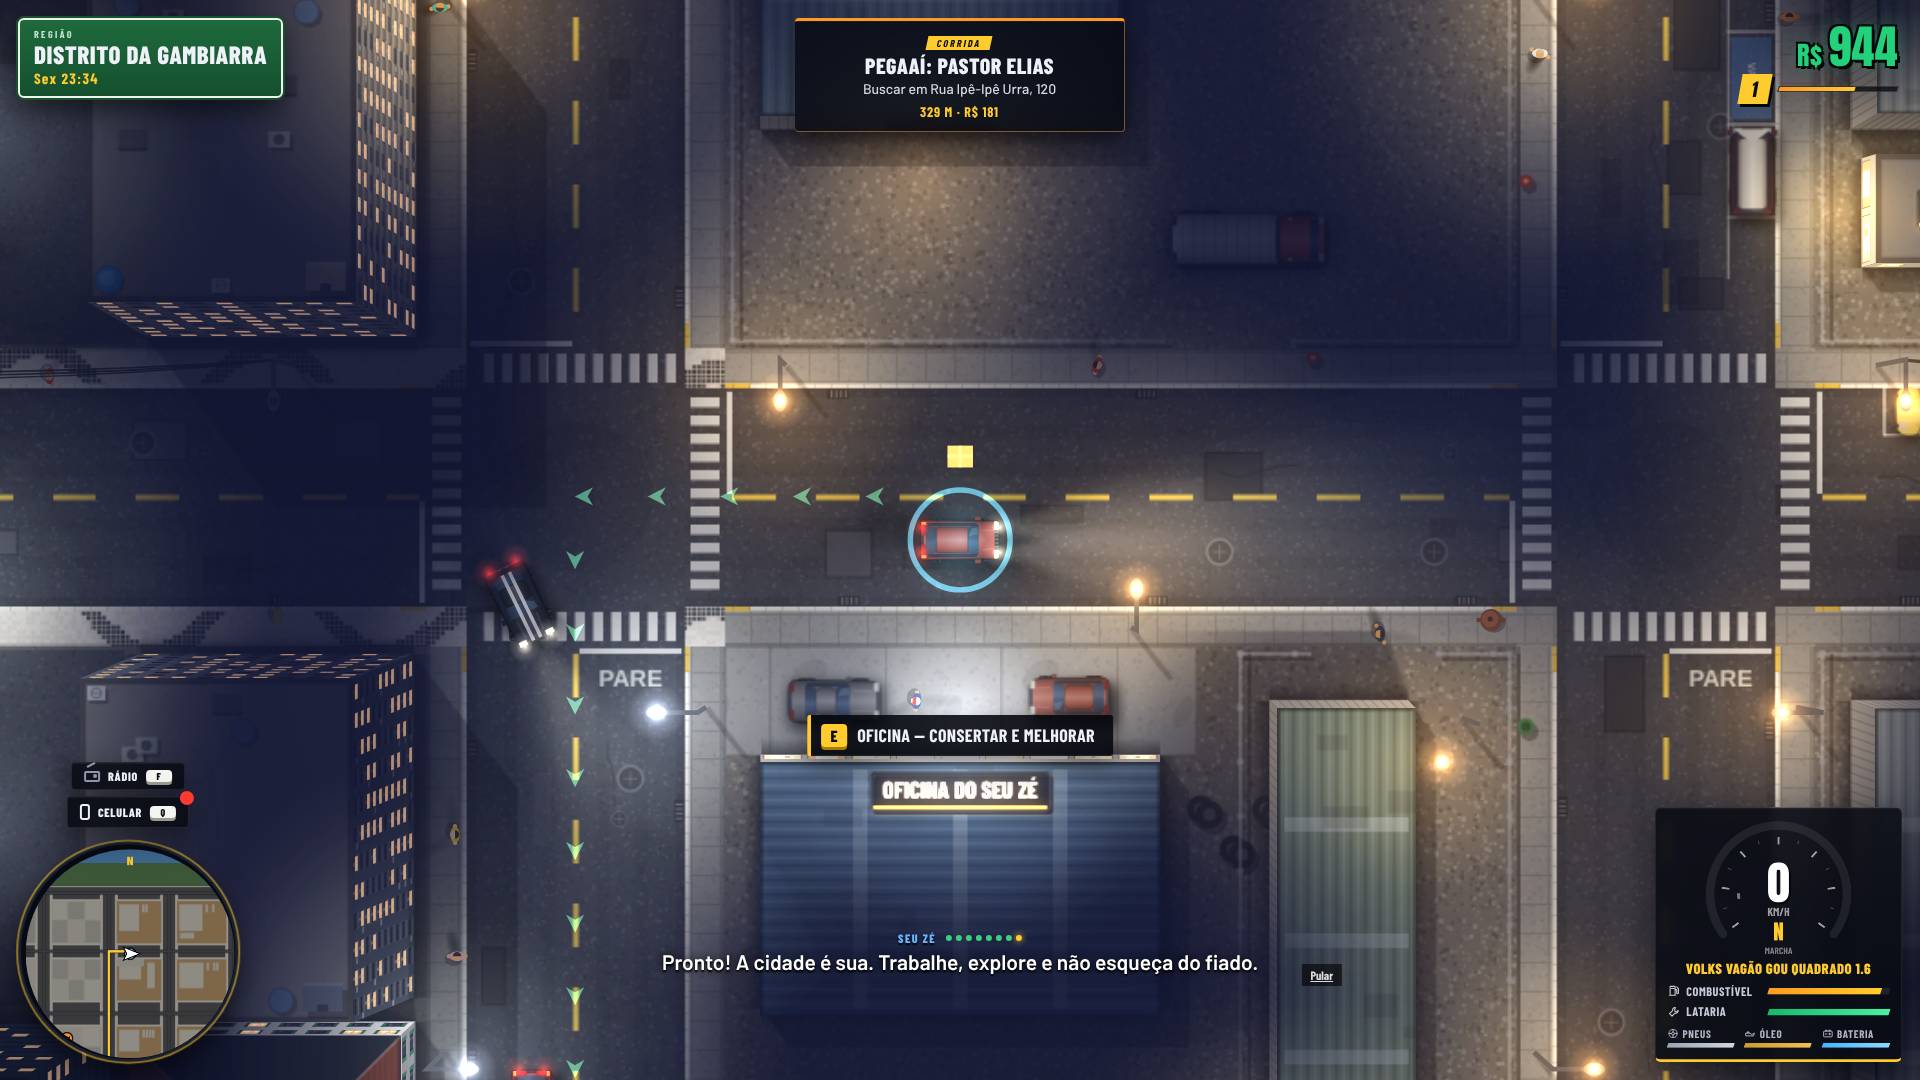 REGIÃO
DISTRITO DA GAMBIARRA
Sex 23:34
CORRIDA
PEGAAÍ: PASTOR ELIAS
Buscar em Rua Ipê-Ipê Urra, 120
329 M · R$ 181
R$ 944
1
PARE
PARE
E OFICINA — CONSERTAR E MELHORAR
OFICINA DO SEU ZÉ
RÁDIO F
CELULAR Q
N
SEU ZÉ
Pronto! A cidade é sua. Trabalhe, explore e não esqueça do fiado.
Pular
0
KM/H
N
MARCHA
VOLKS VAGÃO GOU QUADRADO 1.6
COMBUSTÍVEL
LATARIA
PNEUS ÓLEO BATERIA